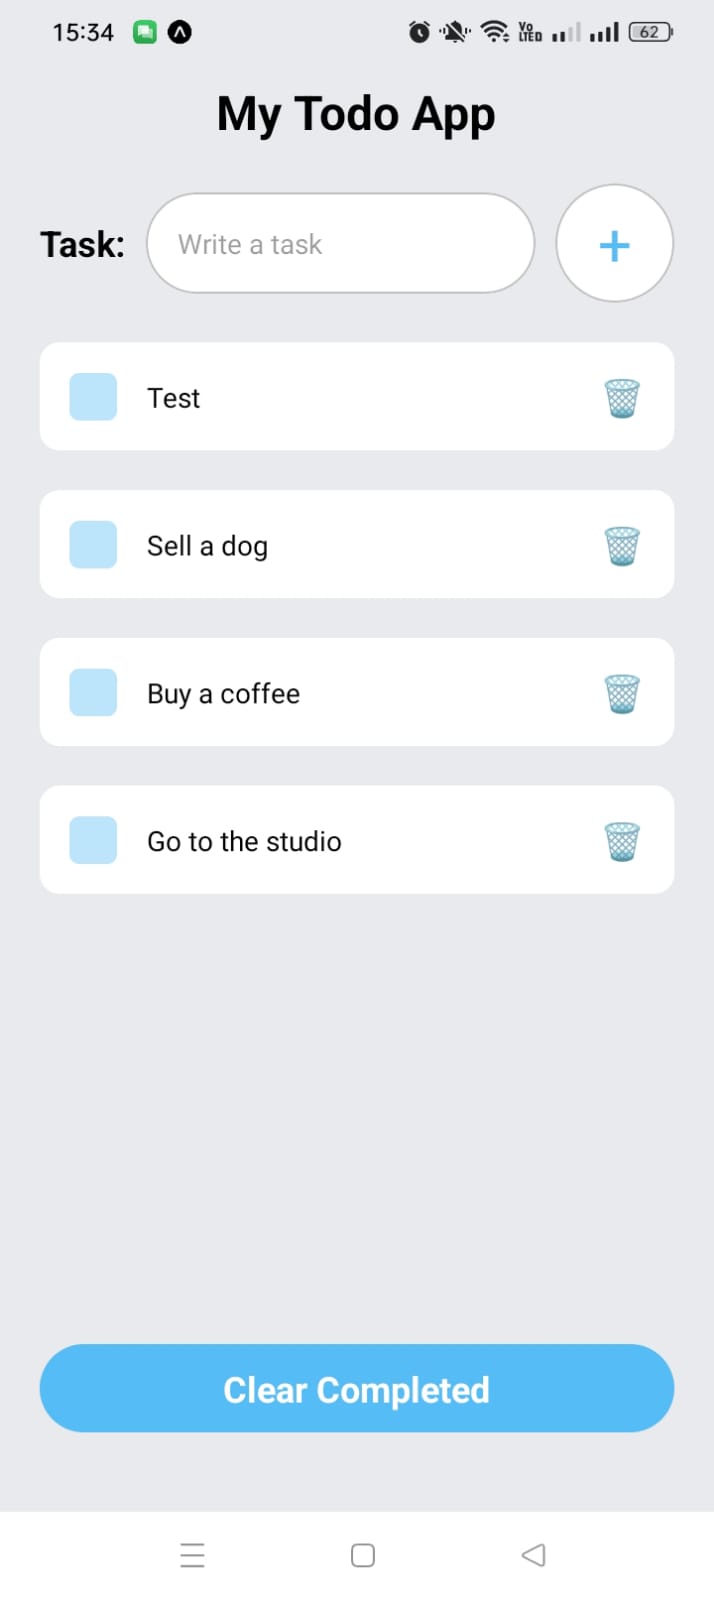 15:34 Vo LTED 62
My Todo App
Task: Write a task +
Test
Sell a dog
Buy a coffee
Go to the studio
Clear Completed